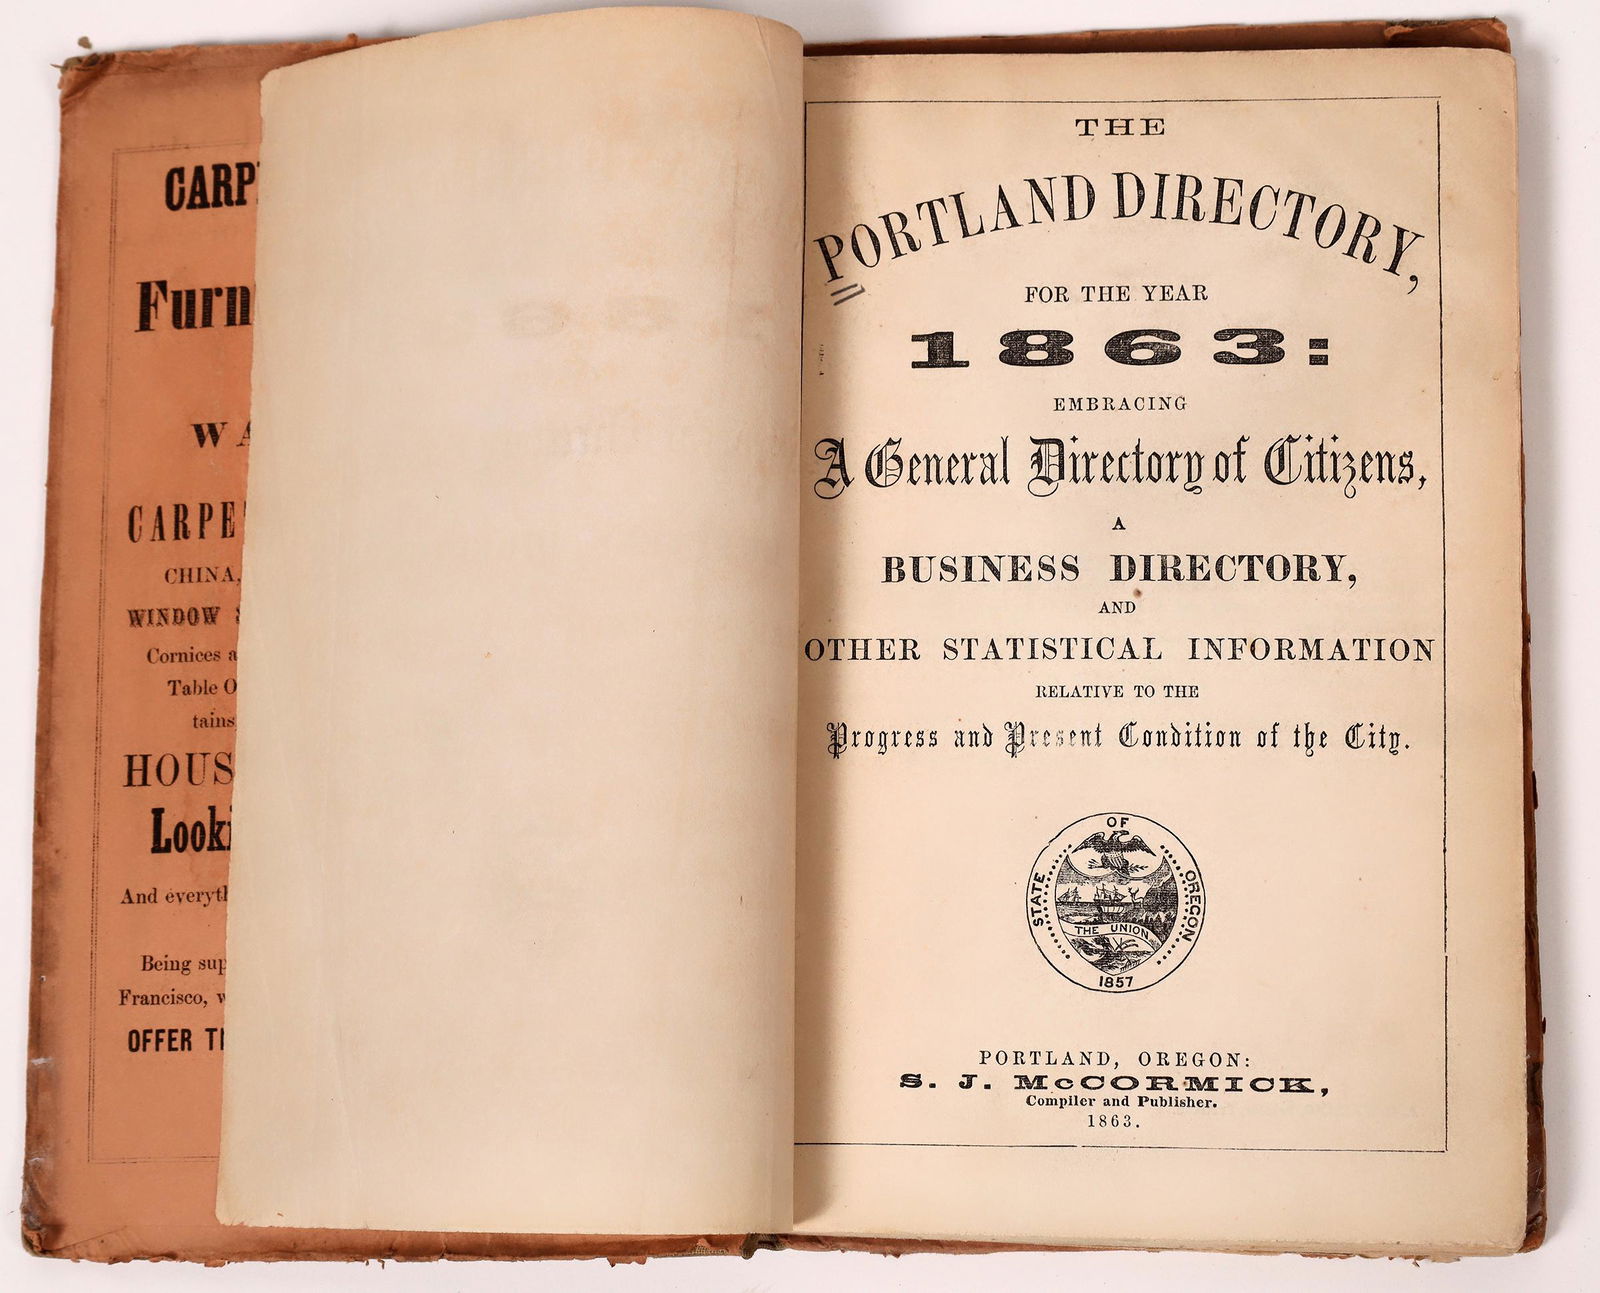 CARP
Furn
WA
CARPE
CHINA,
WINDOW
Cornices a
Table O
tains
HOUS
Looki
And everyth
Being sup
Francisco, w
OFFER
THE
PORTLAND DIRECTORY,
FOR THE YEAR
1863:
EMBRACING
A General Directory of Citizens,
A
BUSINESS DIRECTORY,
AND
OTHER STATISTICAL INFORMATION
RELATIVE TO THE
Progress and Present Condition of the City.
STATE OF OREGON
THE UNION
1857
PORTLAND, OREGON:
S. J. McCORMICK,
Compiler and Publisher.
1863.